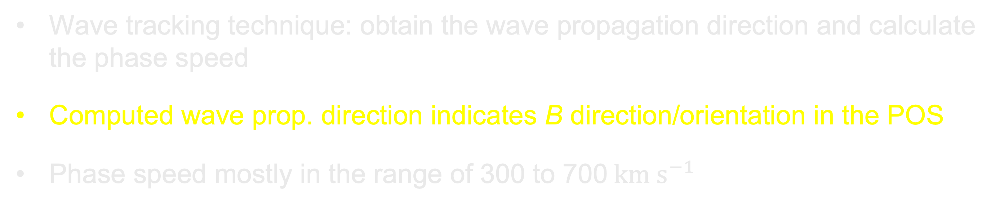 • Wave tracking technique: obtain the wave propagation direction and calculate
the phase speed
• Computed wave prop. direction indicates B direction/orientation in the POS
• Phase speed mostly in the range of 300 to 700 km s⁻¹